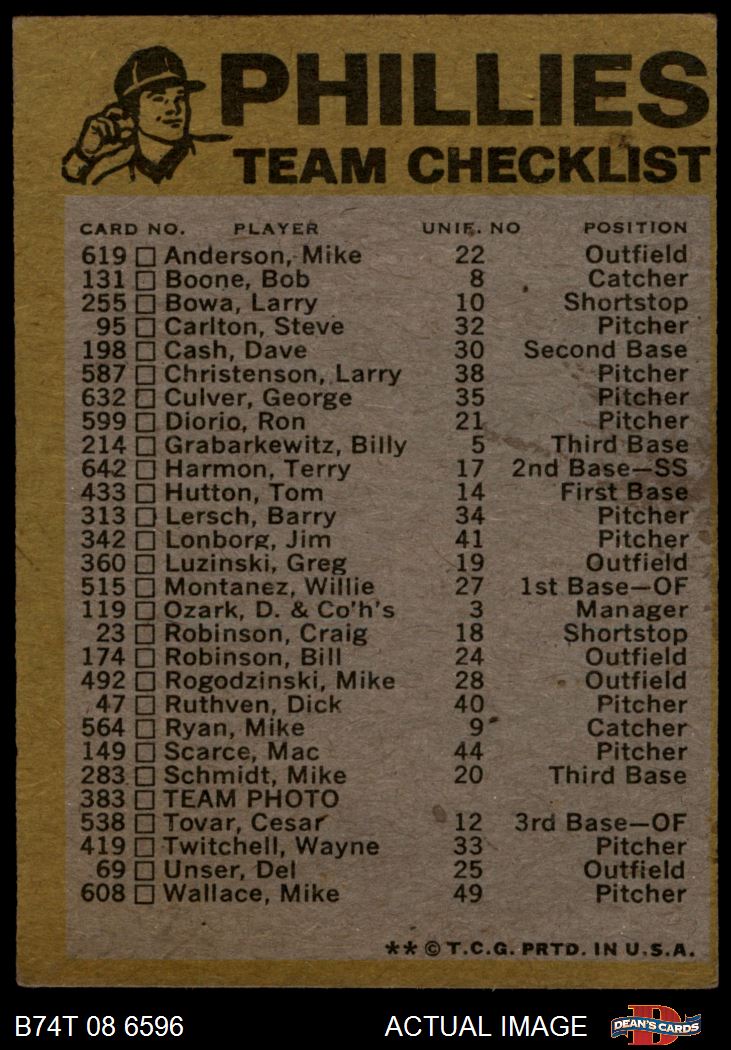 PHILLIES
TEAM CHECKLIST
CARD NO. PLAYER UNIF. NO POSITION
619 Anderson, Mike 22 Outfield
131 Boone, Bob 8 Catcher
255 Bowa, Larry 10 Shortstop
95 Carlton, Steve 32 Pitcher
198 Cash, Dave 30 Second Base
587 Christenson, Larry 38 Pitcher
632 Culver, George 35 Pitcher
599 Diorio, Ron 21 Pitcher
214 Grabarkewitz, Billy 5 Third Base
642 Harmon, Terry 17 2nd Base—SS
433 Hutton, Tom 14 First Base
313 Lersch, Barry 34 Pitcher
342 Lonborg, Jim 41 Pitcher
360 Luzinski, Greg 19 Outfield
515 Montanez, Willie 27 1st Base—OF
119 Ozark, D. & Co'h's 3 Manager
23 Robinson, Craig 18 Shortstop
174 Robinson, Bill 24 Outfield
492 Rogodzinski, Mike 28 Outfield
47 Ruthven, Dick 40 Pitcher
564 Ryan, Mike 9 Catcher
149 Scarce, Mac 44 Pitcher
283 Schmidt, Mike 20 Third Base
383 TEAM PHOTO
538 Tovar, Cesar 12 3rd Base—OF
419 Twitchell, Wayne 33 Pitcher
69 Unser, Del 25 Outfield
608 Wallace, Mike 49 Pitcher
** © T.C.G. PRTD. IN U.S.A.
B74T 08 6596 ACTUAL IMAGE DEAN'S CARDS